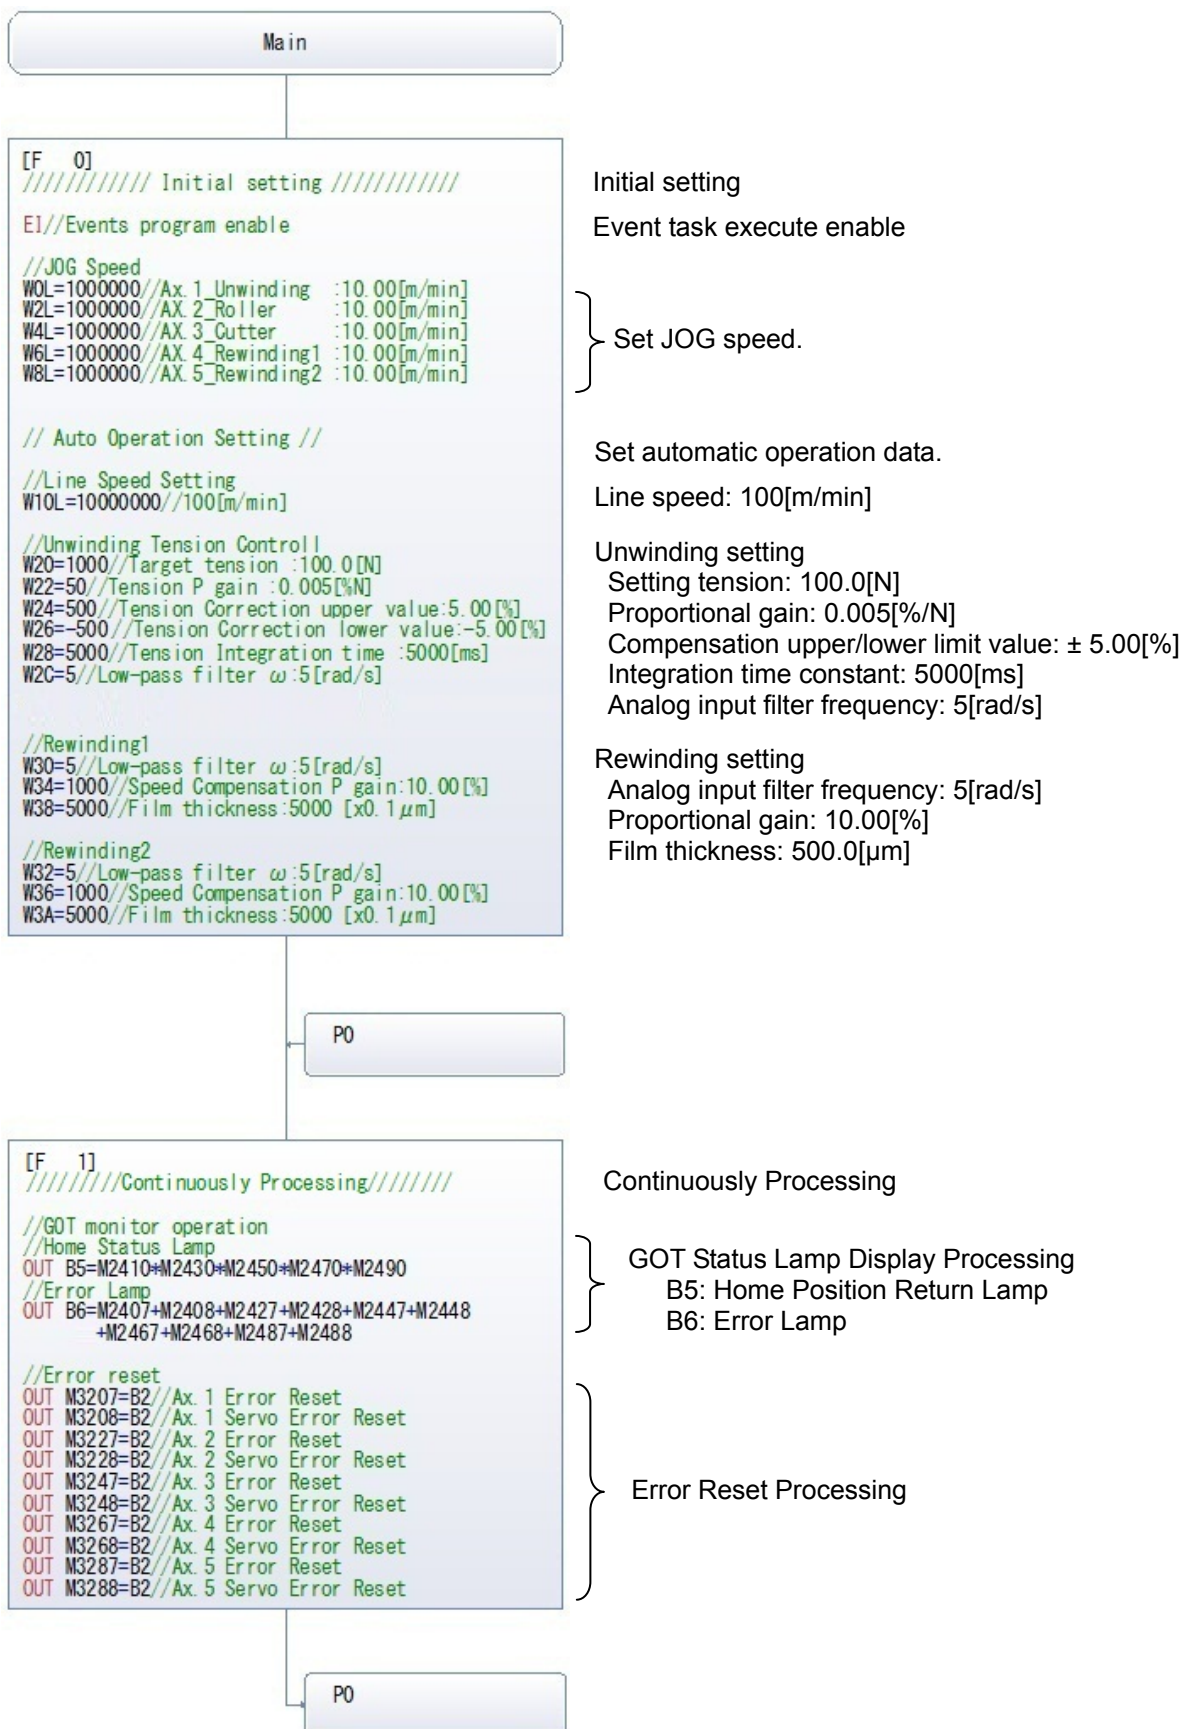 Main
[F   0]
//////////// Initial setting ////////////
EI//Events program enable
//JOG Speed
W0L=1000000//Ax.1_Unwinding  :10.00[m/min]
W2L=1000000//AX.2_Roller     :10.00[m/min]
W4L=1000000//AX.3_Cutter     :10.00[m/min]
W6L=1000000//AX.4_Rewinding1 :10.00[m/min]
W8L=1000000//AX.5_Rewinding2 :10.00[m/min]
// Auto Operation Setting //
//Line Speed Setting
W10L=10000000//100[m/min]
//Unwinding Tension Controll
W20=1000//Target tension :100.0[N]
W22=50//Tension P gain :0.005[%N]
W24=500//Tension Correction upper value:5.00[%]
W26=-500//Tension Correction lower value:-5.00[%]
W28=5000//Tension Integration time :5000[ms]
W2C=5//Low-pass filter ω:5[rad/s]
//Rewinding1
W30=5//Low-pass filter ω:5[rad/s]
W34=1000//Speed Compensation P gain:10.00[%]
W38=5000//Film thickness:5000 [x0.1μm]
//Rewinding2
W32=5//Low-pass filter ω:5[rad/s]
W36=1000//Speed Compensation P gain:10.00[%]
W3A=5000//Film thickness:5000 [x0.1μm]
Initial setting
Event task execute enable
Set JOG speed.
Set automatic operation data.
Line speed: 100[m/min]
Unwinding setting
Setting tension: 100.0[N]
Proportional gain: 0.005[%/N]
Compensation upper/lower limit value: ± 5.00[%]
Integration time constant: 5000[ms]
Analog input filter frequency: 5[rad/s]
Rewinding setting
Analog input filter frequency: 5[rad/s]
Proportional gain: 10.00[%]
Film thickness: 500.0[µm]
P0
[F   1]
/////////Continuously Processing////////
//GOT monitor operation
//Home Status Lamp
OUT B5=M2410*M2430*M2450*M2470*M2490
//Error Lamp
OUT B6=M2407+M2408+M2427+M2428+M2447+M2448
+M2467+M2468+M2487+M2488
//Error reset
OUT M3207=B2//Ax.1 Error Reset
OUT M3208=B2//Ax.1 Servo Error Reset
OUT M3227=B2//Ax.2 Error Reset
OUT M3228=B2//Ax.2 Servo Error Reset
OUT M3247=B2//Ax.3 Error Reset
OUT M3248=B2//Ax.3 Servo Error Reset
OUT M3267=B2//Ax.4 Error Reset
OUT M3268=B2//Ax.4 Servo Error Reset
OUT M3287=B2//Ax.5 Error Reset
OUT M3288=B2//Ax.5 Servo Error Reset
Continuously Processing
GOT Status Lamp Display Processing
B5: Home Position Return Lamp
B6: Error Lamp
Error Reset Processing
P0